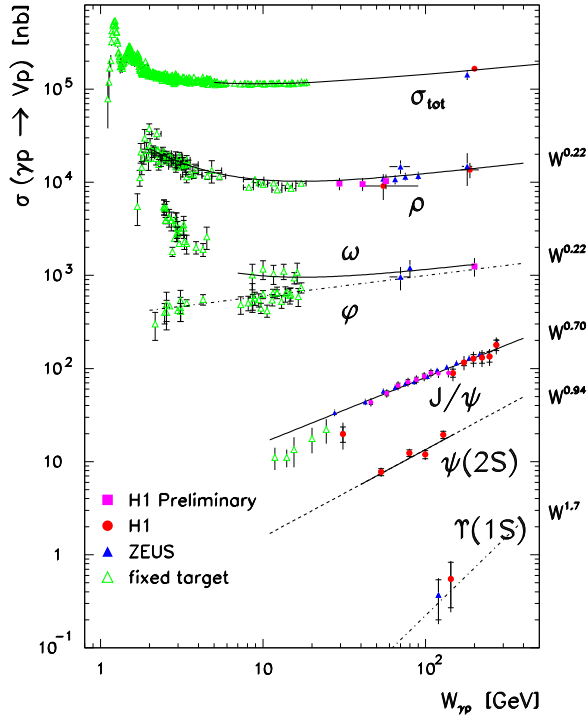 σ (γp → Vp) [nb]
10⁵
σtot
W⁰·²²
10⁴
ρ
W⁰·²²
10³
ω
φ
W⁰·⁷⁰
10²
J/ψ
W⁰·⁹⁴
10
ψ(2S)
H1 Preliminary
H1
ZEUS
fixed target
W¹·⁷
ϒ(1S)
1
10⁻¹
1
10
10²
Wγp [GeV]